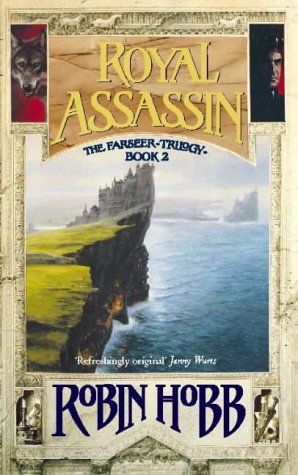 ROYAL
ASSASSIN
THE FARSEER·TRILOGY·
BOOK 2
'Refreshingly original' Janny Wurts
ROBIN HOBB